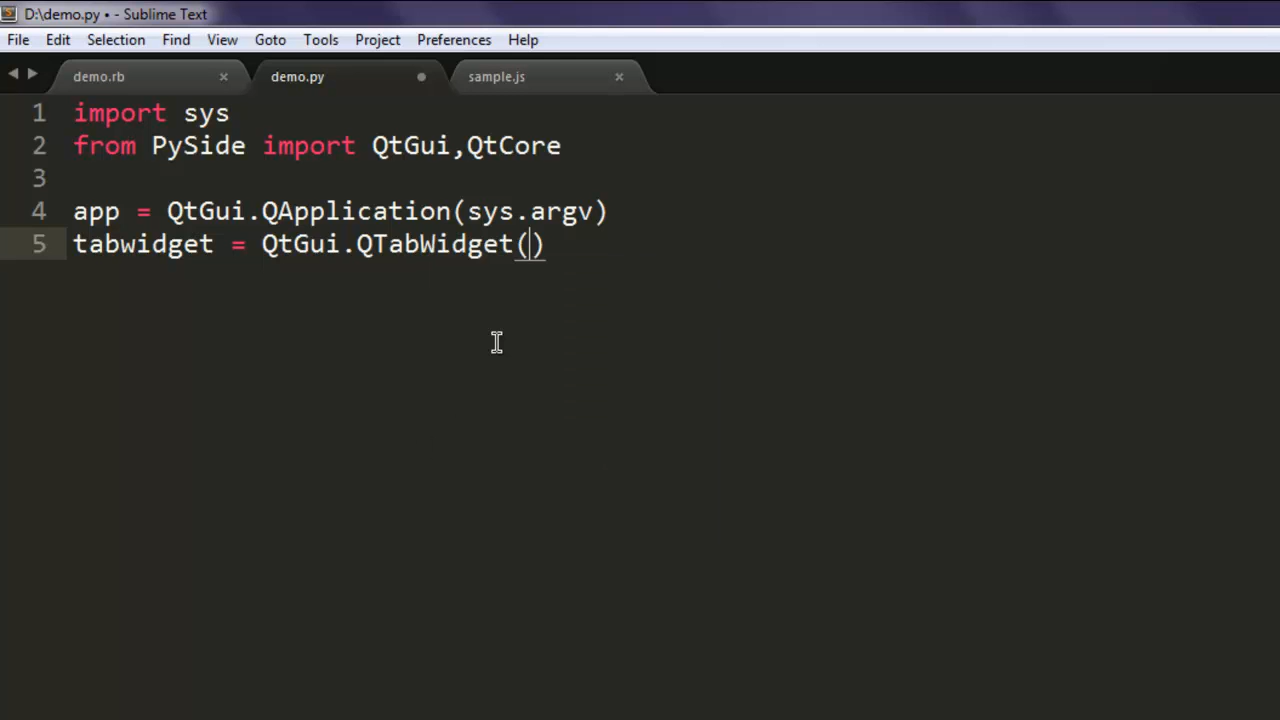 D:\demo.py • - Sublime Text
File Edit Selection Find View Goto Tools Project Preferences Help
demo.rb × demo.py sample.js ×
1 import sys
2 from PySide import QtGui,QtCore
3
4 app = QtGui.QApplication(sys.argv)
5 tabwidget = QtGui.QTabWidget()